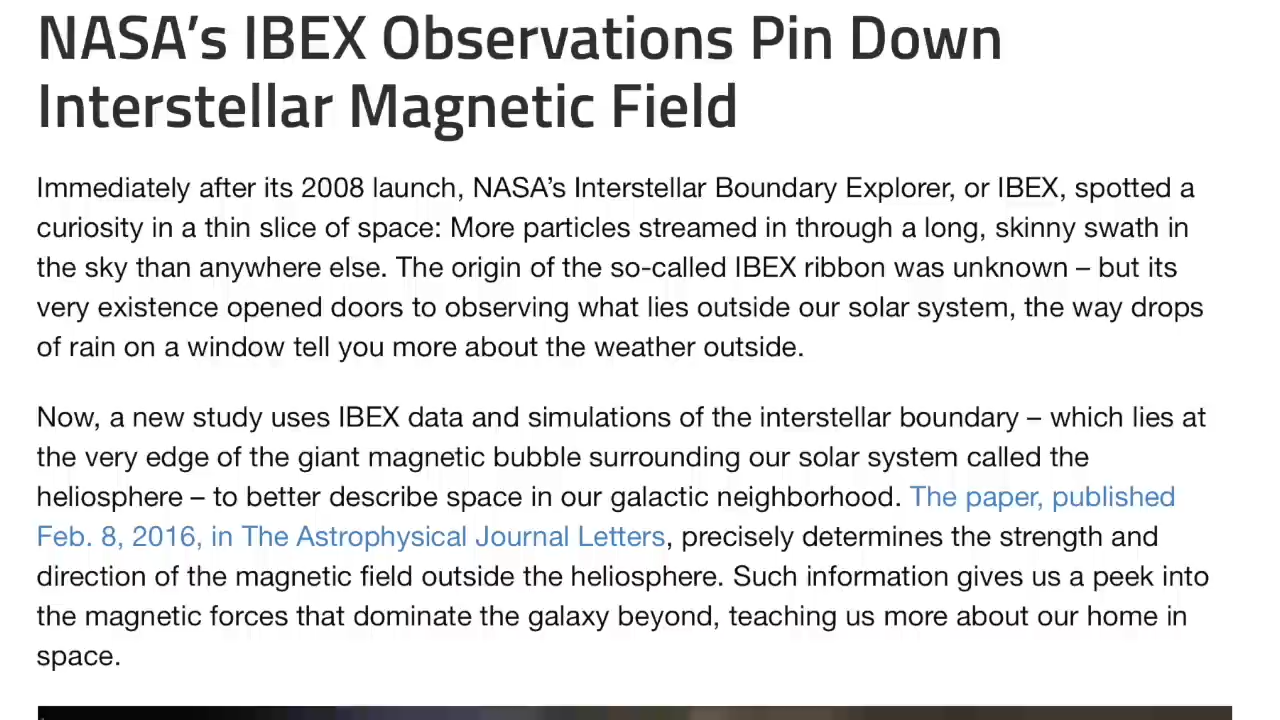 NASA’s IBEX Observations Pin Down
Interstellar Magnetic Field
Immediately after its 2008 launch, NASA’s Interstellar Boundary Explorer, or IBEX, spotted a
curiosity in a thin slice of space: More particles streamed in through a long, skinny swath in
the sky than anywhere else. The origin of the so-called IBEX ribbon was unknown – but its
very existence opened doors to observing what lies outside our solar system, the way drops
of rain on a window tell you more about the weather outside.
Now, a new study uses IBEX data and simulations of the interstellar boundary – which lies at
the very edge of the giant magnetic bubble surrounding our solar system called the
heliosphere – to better describe space in our galactic neighborhood. The paper, published
Feb. 8, 2016, in The Astrophysical Journal Letters, precisely determines the strength and
direction of the magnetic field outside the heliosphere. Such information gives us a peek into
the magnetic forces that dominate the galaxy beyond, teaching us more about our home in
space.